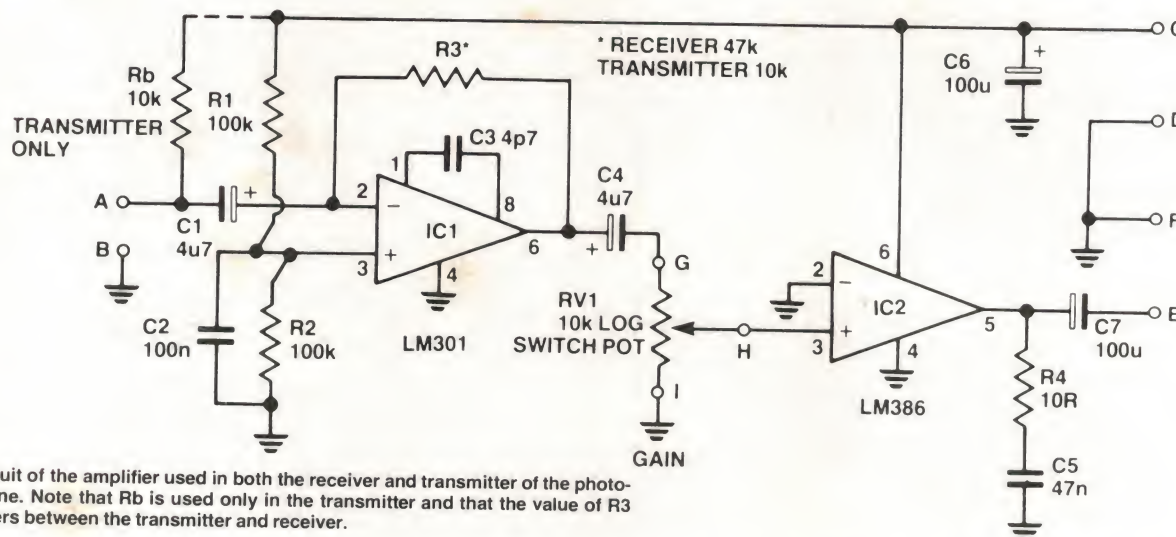 R3*
* RECEIVER 47k
TRANSMITTER 10k
C6
100u
+
Rb
10k
R1
100k
TRANSMITTER
ONLY
C3 4p7
1
8
C4
4u7
D
A
+
2
−
IC1
6
+
G
C1
4u7
B
3
+
4
C2
100n
R2
100k
LM301
RV1
10k LOG
SWITCH POT
H
I
GAIN
6
2
−
IC2
5
3
+
4
LM386
C7
100u
E
R4
10R
C5
47n
uit of the amplifier used in both the receiver and transmitter of the photo-
ne. Note that Rb is used only in the transmitter and that the value of R3
ers between the transmitter and receiver.